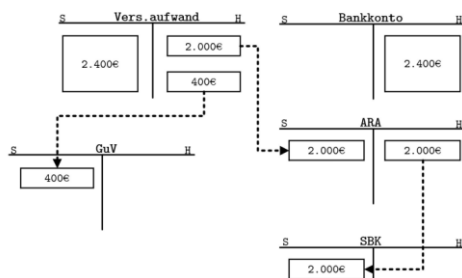 S Vers.aufwand H
2.400€ 2.000€
400€
S Bankkonto H
2.400€
S ARA H
2.000€ 2.000€
S GuV H
400€
S SBK H
2.000€